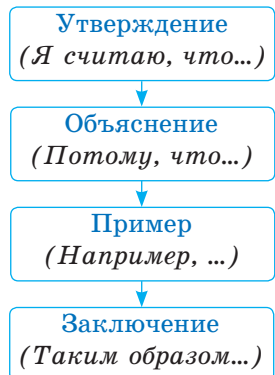 Утверждение
(Я считаю, что...)
Объяснение
(Потому, что...)
Пример
(Например, ...)
Заключение
(Таким образом...)